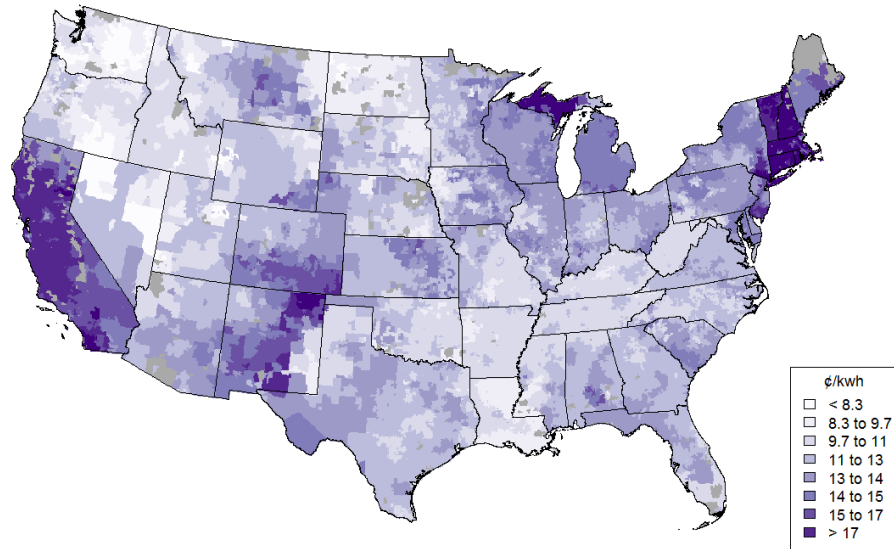 ¢/kwh
< 8.3
8.3 to 9.7
9.7 to 11
11 to 13
13 to 14
14 to 15
15 to 17
> 17